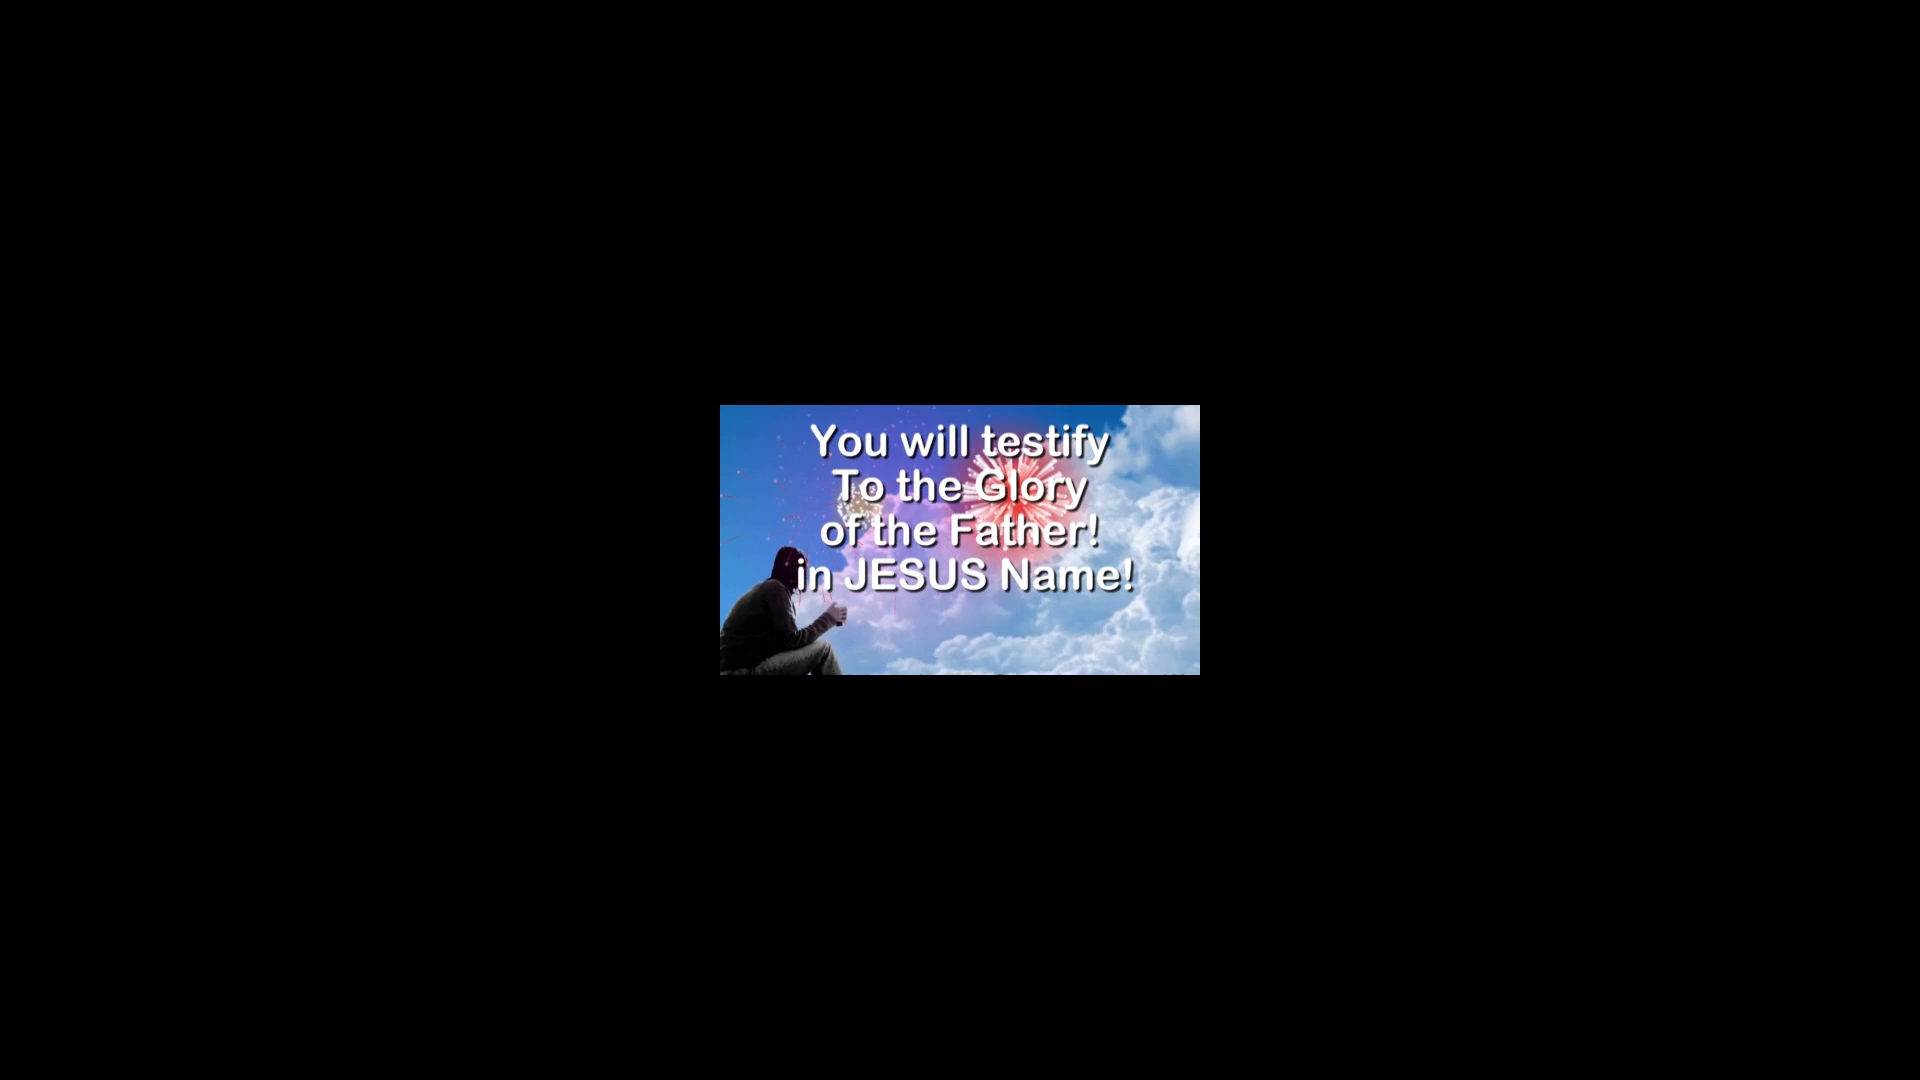 You will testify
To the Glory
of the Father!
in JESUS Name!